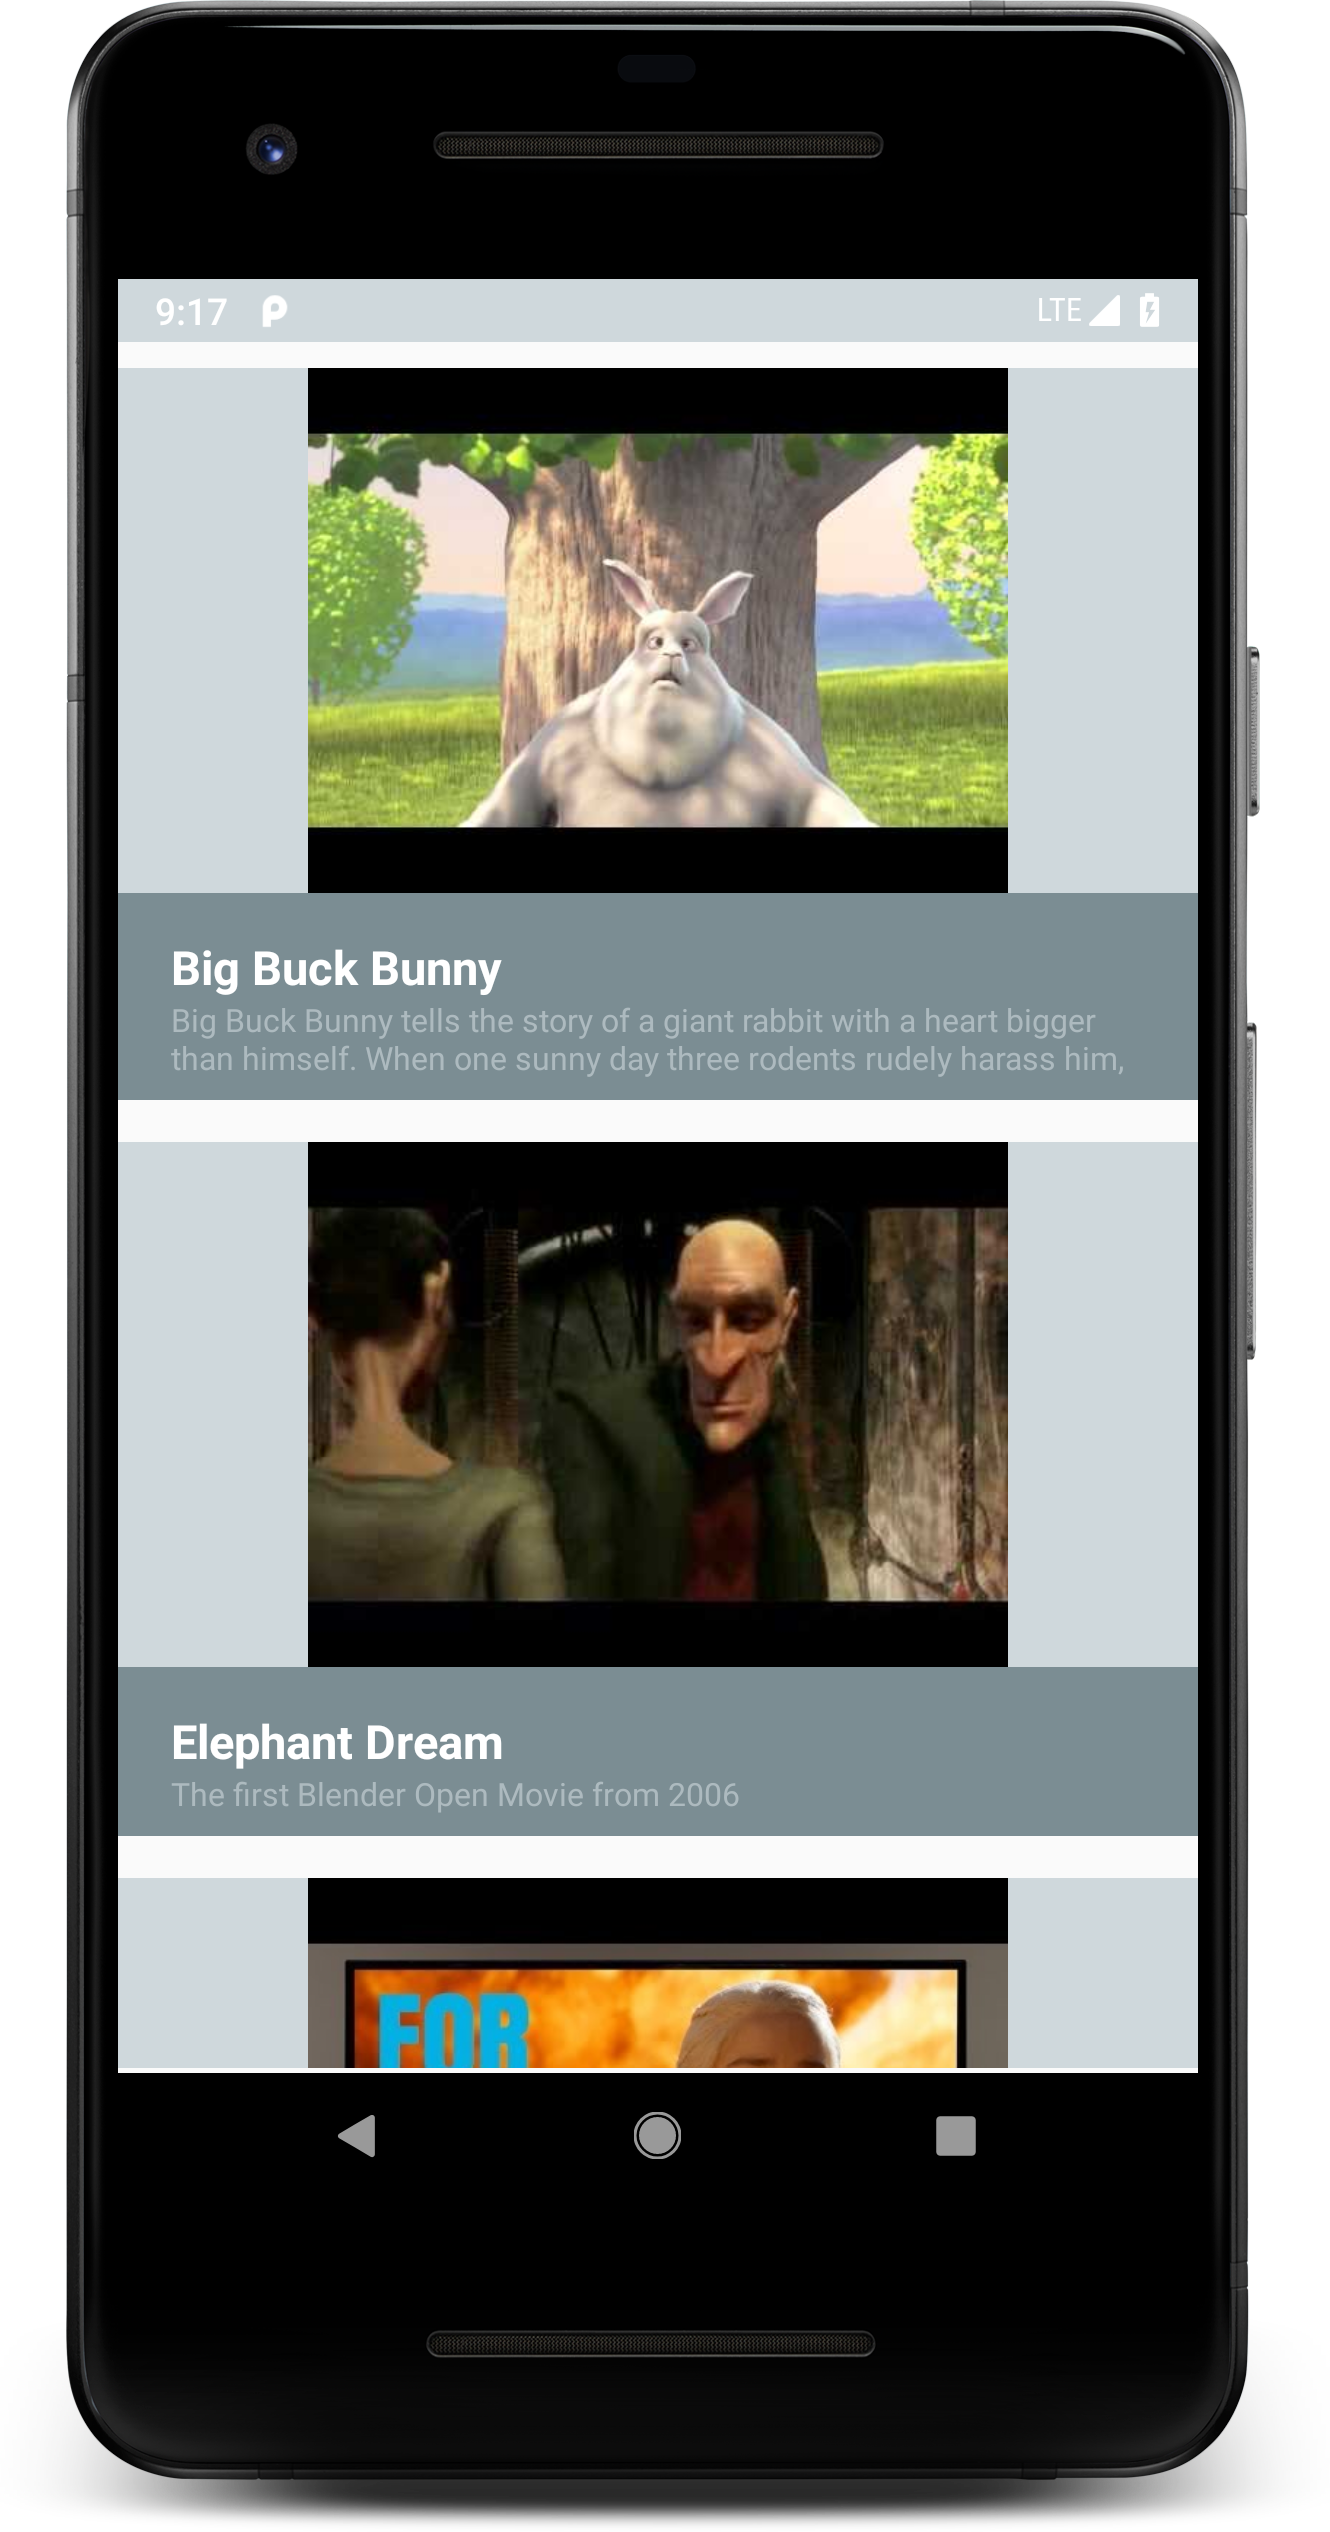 9:17 LTE
Big Buck Bunny
Big Buck Bunny tells the story of a giant rabbit with a heart bigger
than himself. When one sunny day three rodents rudely harass him,
Elephant Dream
The first Blender Open Movie from 2006
FOR